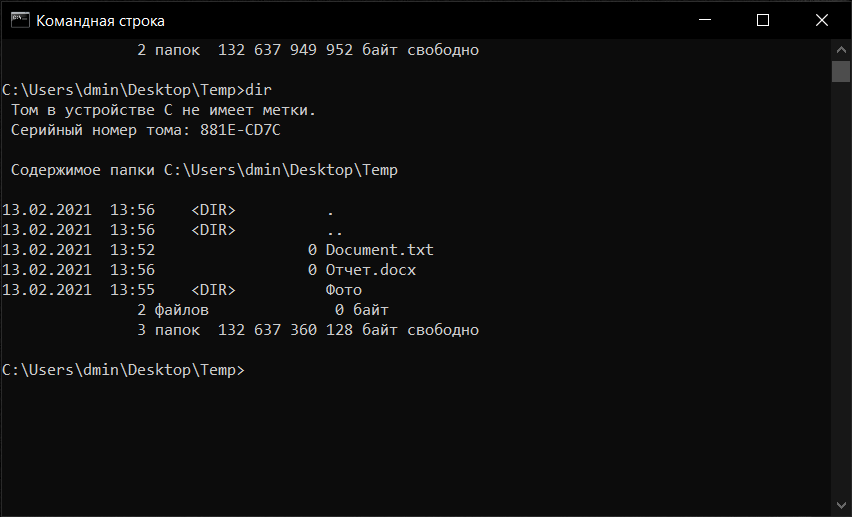 Командная строка
2 папок  132 637 949 952 байт свободно
C:\Users\dmin\Desktop\Temp>dir
Том в устройстве C не имеет метки.
Серийный номер тома: 881E-CD7C
Содержимое папки C:\Users\dmin\Desktop\Temp
13.02.2021  13:56    <DIR>          .
13.02.2021  13:56    <DIR>          ..
13.02.2021  13:52                 0 Document.txt
13.02.2021  13:56                 0 Отчет.docx
13.02.2021  13:55    <DIR>          Фото
2 файлов              0 байт
3 папок  132 637 360 128 байт свободно
C:\Users\dmin\Desktop\Temp>